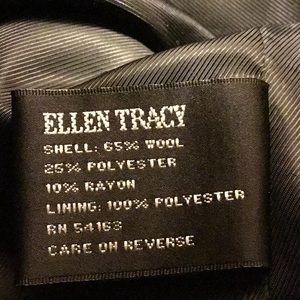 ELLEN TRACY
SHELL: 65% WOOL
25% POLYESTER
10% RAYON
LINING: 100% POLYESTER
RN 54163
CARE ON REVERSE